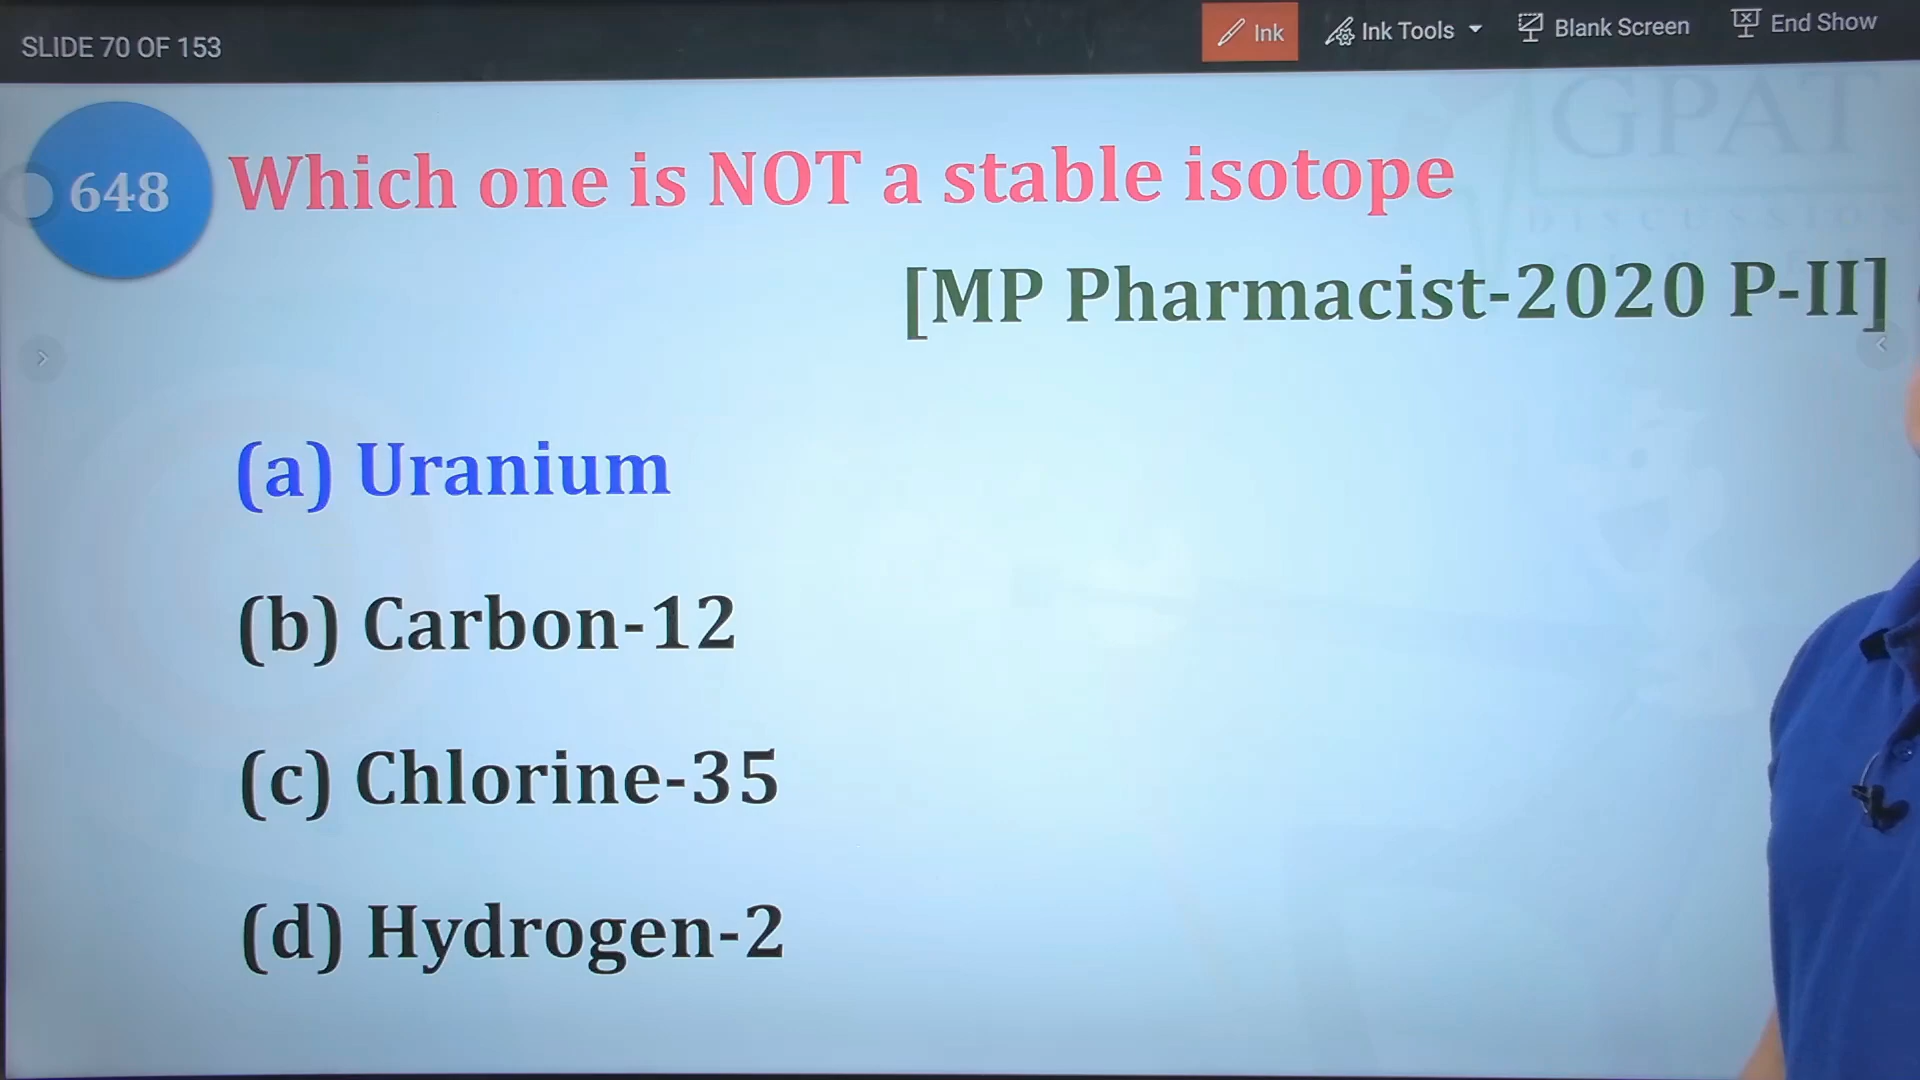 SLIDE 70 OF 153
Ink
Ink Tools
Blank Screen
End Show
GPAT
DISCUSSION
648
Which one is NOT a stable isotope
[MP Pharmacist-2020 P-II]
(a) Uranium
(b) Carbon-12
(c) Chlorine-35
(d) Hydrogen-2